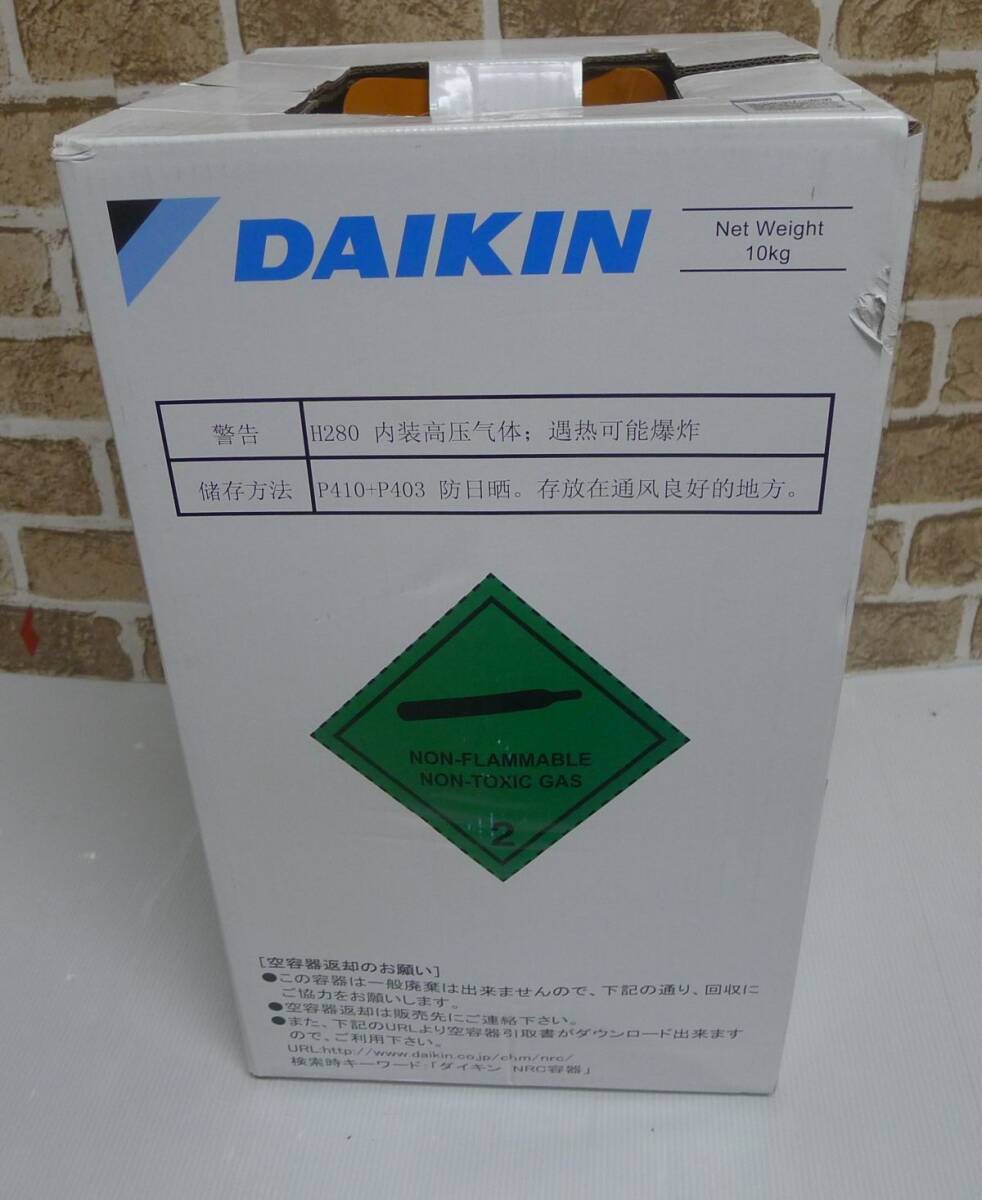 DAIKIN
Net Weight
10kg
警告 H280 内装高压气体；遇热可能爆炸
储存方法 P410+P403 防日晒。存放在通风良好的地方。
NON-FLAMMABLE
NON-TOXIC GAS
2
[空容器返却のお願い]
●この容器は一般廃棄は出来ませんので、下記の通り、回収に
ご協力をお願いします。
●空容器返却は販売先にご連絡下さい。
●また、下記のURLより空容器引取書がダウンロード出来ます
ので、ご利用下さい。
URL:http://www.daikin.co.jp/chm/nrc/
検索時キーワード:「ダイキン NRC容器」